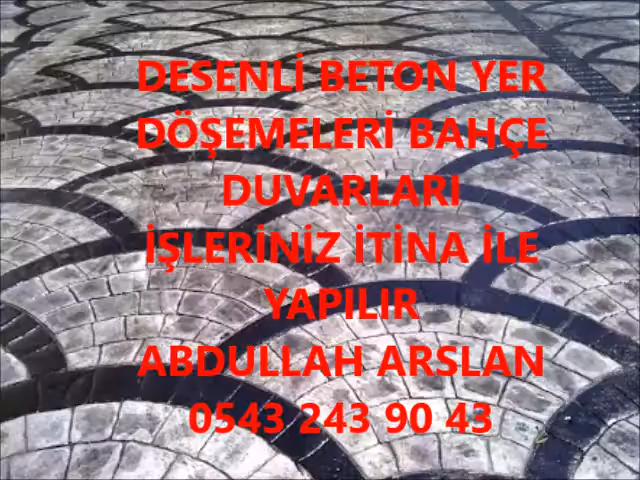 DESENLİ BETON YER
DÖŞEMELERİ BAHÇE
DUVARLARI
İŞLERİNİZ İTİNA İLE
YAPILIR
ABDULLAH ARSLAN
0543 243 90 43